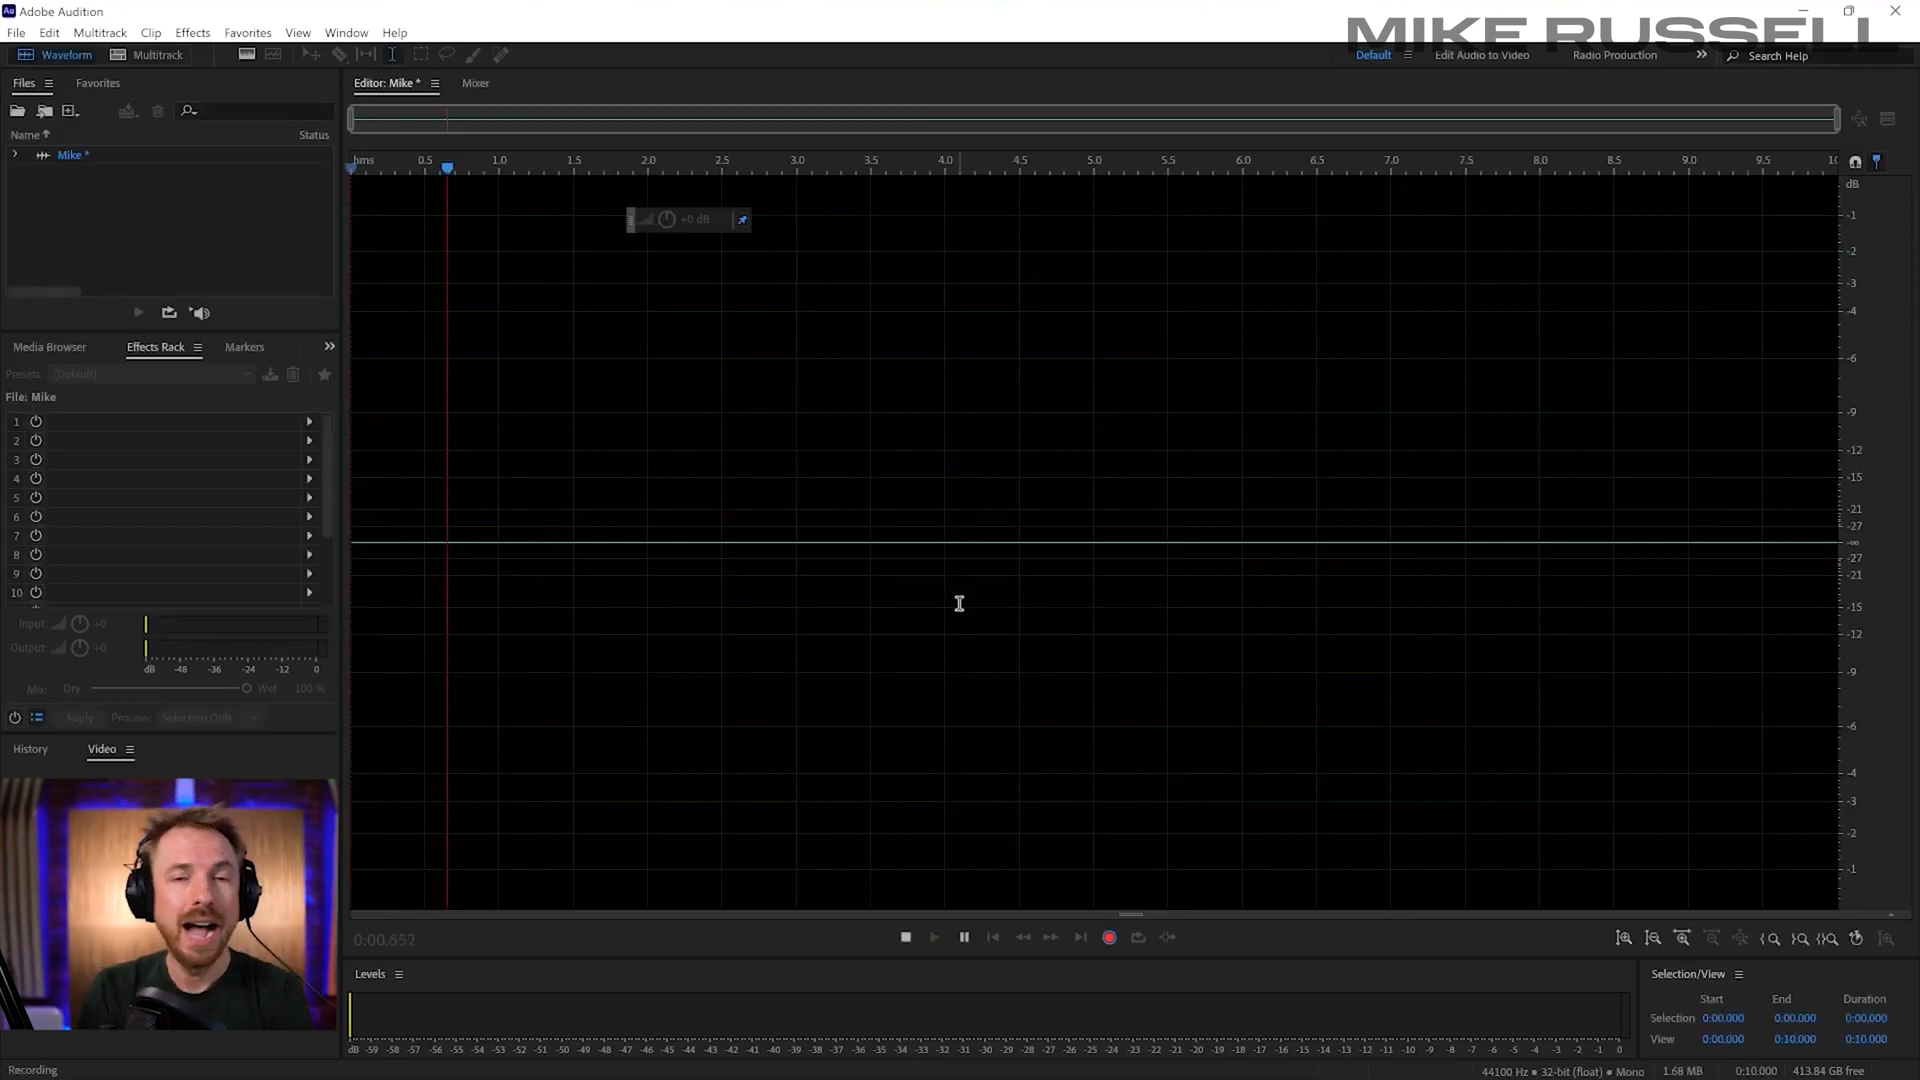 Adobe Audition
MIKE RUSSELL
File Edit Multitrack Clip Effects Favorites View Window Help
Waveform Multitrack Default Edit Audio to Video Radio Production Search Help
Files Favorites
Editor: Mike * Mixer
Name Status
Mike *
hms 0.5 1.0 1.5 2.0 2.5 3.0 3.5 4.0 4.5 5.0 5.5 6.0 6.5 7.0 7.5 8.0 8.5 9.0 9.5 10
+0 dB
dB
-1
-2
-3
-4
-6
-9
-12
-15
-21
-27
-∞
-27
-21
-15
-12
-9
-6
-4
-3
-2
-1
Media Browser Effects Rack Markers
Presets: (Default)
File: Mike
1
2
3
4
5
6
7
8
9
10
Input: +0
Output: +0
dB -48 -36 -24 -12 0
Mix: Dry Wet 100 %
Apply Process: Selection Only
History Video
0:00.652
Levels
dB -59 -58 -57 -56 -55 -54 -53 -52 -51 -50 -49 -48 -47 -46 -45 -44 -43 -42 -41 -40 -39 -38 -37 -36 -35 -34 -33 -32 -31 -30 -29 -28 -27 -26 -25 -24 -23 -22 -21 -20 -19 -18 -17 -16 -15 -14 -13 -12 -11 -10 -9 -8 -7 -6 -5 -4 -3 -2 -1 0
Selection/View
Start End Duration
Selection 0:00.000 0:00.000 0:00.000
View 0:00.000 0:10.000 0:10.000
Recording
44100 Hz • 32-bit (float) • Mono 1.68 MB 0:10.000 413.84 GB free